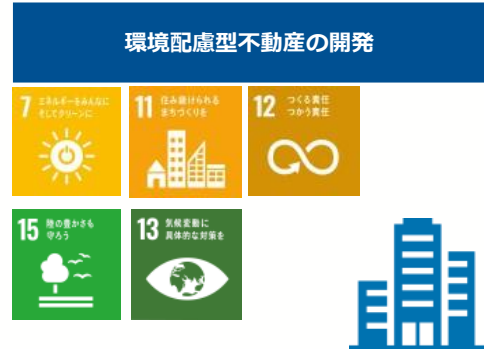 環境配慮型不動産の開発
7 エネルギーをみんなに
そしてクリーンに
11 住み続けられる
まちづくりを
12 つくる責任
つかう責任
15 陸の豊かさも
守ろう
13 気候変動に
具体的な対策を